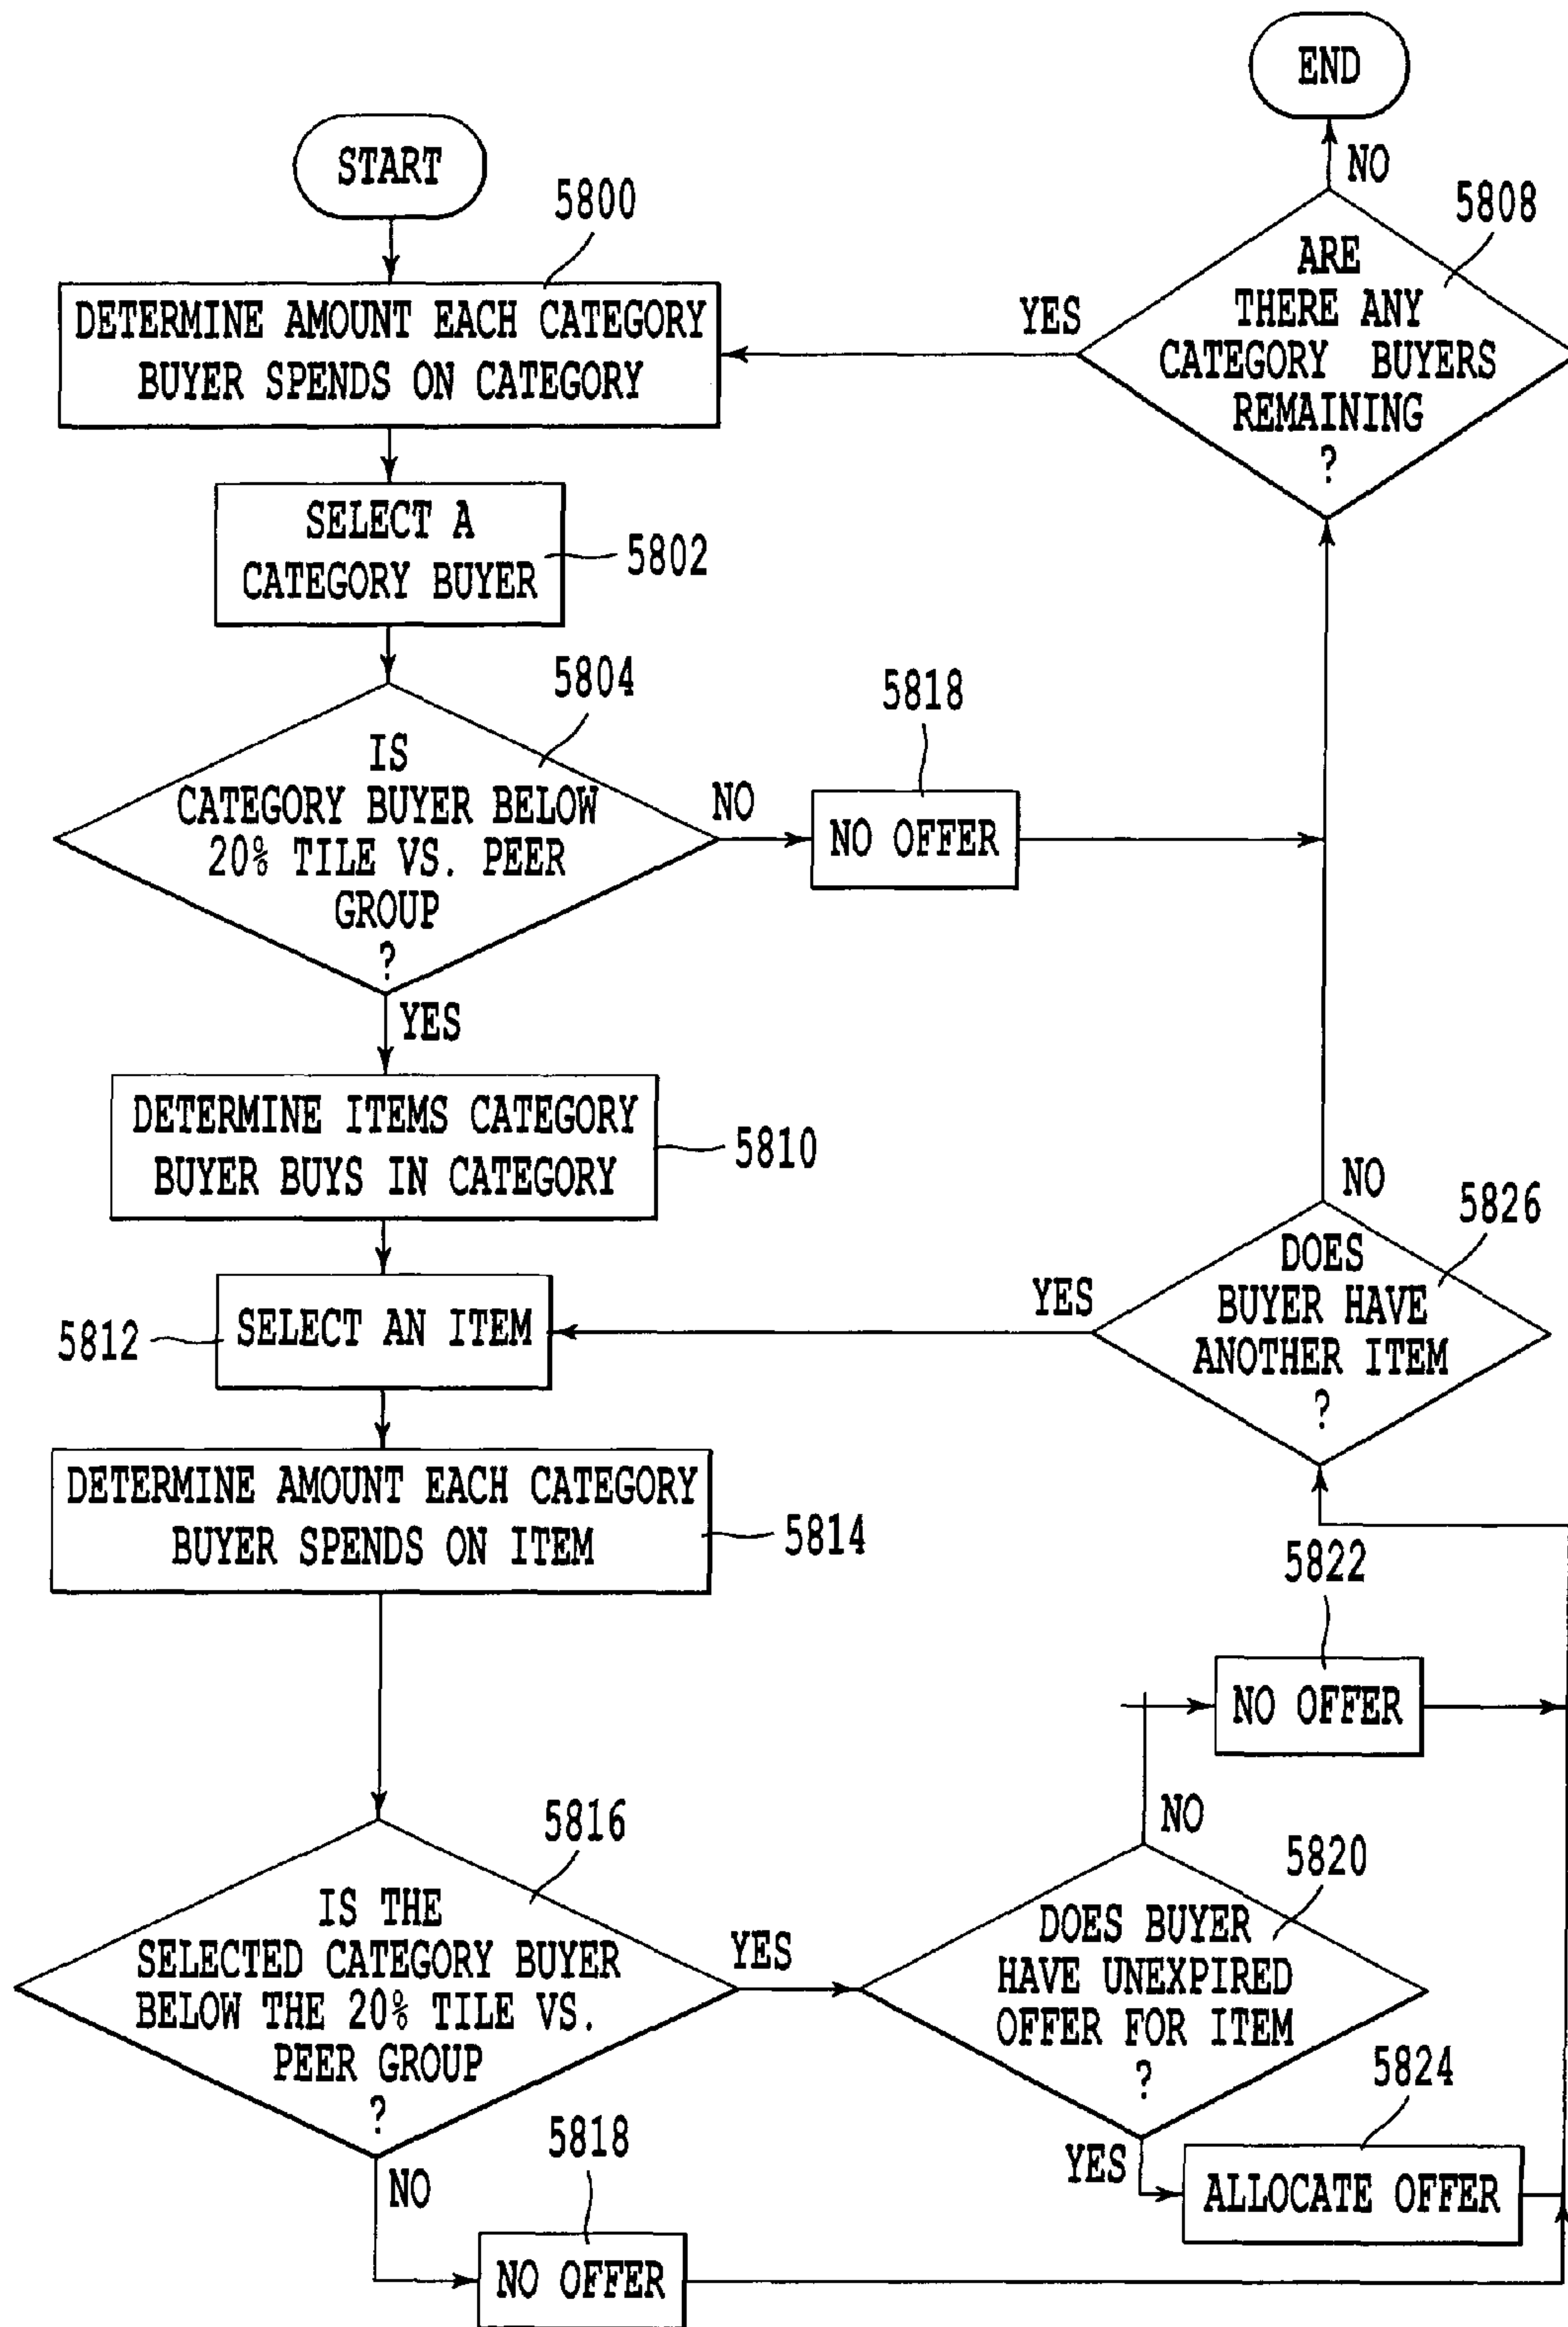 END
START
NO
5800
5808
ARE
THERE ANY
CATEGORY BUYERS
REMAINING
?
YES
DETERMINE AMOUNT EACH CATEGORY
BUYER SPENDS ON CATEGORY
SELECT A
CATEGORY BUYER
5802
5804
5818
IS
CATEGORY BUYER BELOW
20% TILE VS. PEER
GROUP
?
NO
NO OFFER
YES
DETERMINE ITEMS CATEGORY
BUYER BUYS IN CATEGORY
5810
NO
5826
DOES
BUYER HAVE
ANOTHER ITEM
?
YES
5812
SELECT AN ITEM
DETERMINE AMOUNT EACH CATEGORY
BUYER SPENDS ON ITEM
5814
5822
NO OFFER
5816
NO
5820
IS THE
SELECTED CATEGORY BUYER
BELOW THE 20% TILE VS.
PEER GROUP
?
YES
DOES BUYER
HAVE UNEXPIRED
OFFER FOR ITEM
?
5824
YES
ALLOCATE OFFER
NO
5818
NO OFFER